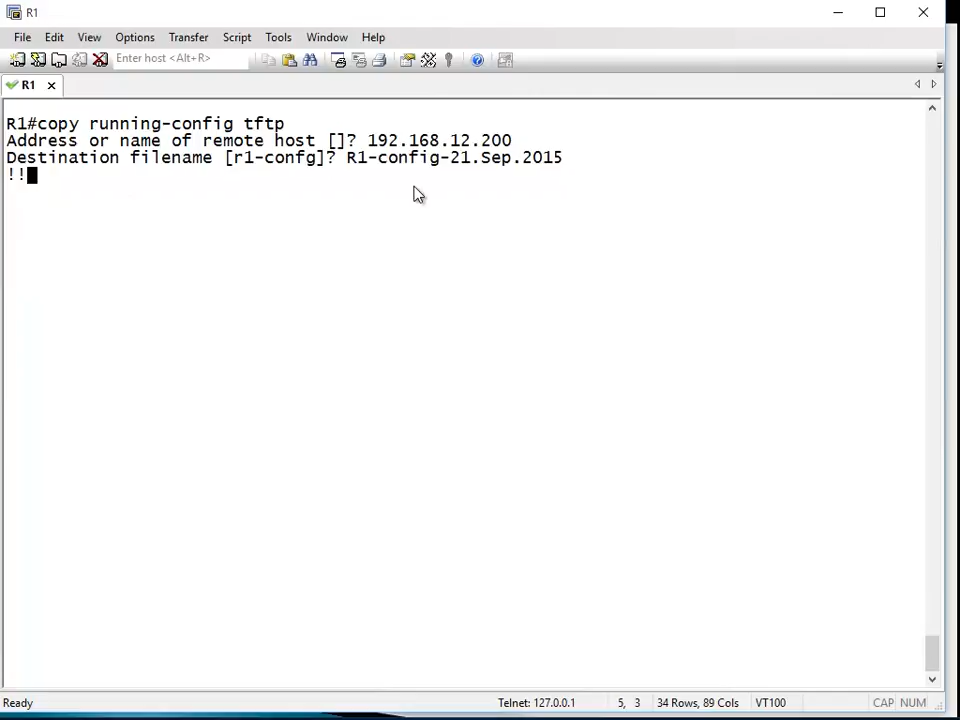 R1
File Edit View Options Transfer Script Tools Window Help
Enter host <Alt+R>
R1
R1#copy running-config tftp
Address or name of remote host []? 192.168.12.200
Destination filename [r1-confg]? R1-config-21.Sep.2015
!!
Ready Telnet: 127.0.0.1 5, 3 34 Rows, 89 Cols VT100 CAP NUM